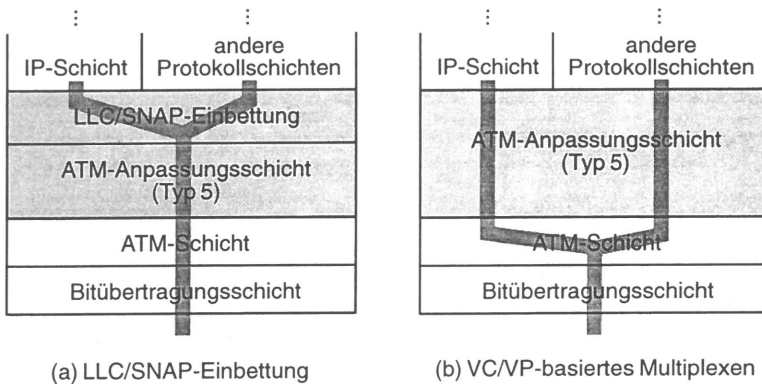 ⋮
⋮
IP-Schicht
andere
Protokollschichten
LLC/SNAP-Einbettung
ATM-Anpassungsschicht
(Typ 5)
ATM-Schicht
Bitübertragungsschicht
(a) LLC/SNAP-Einbettung
⋮
⋮
IP-Schicht
andere
Protokollschichten
ATM-Anpassungsschicht
(Typ 5)
ATM-Schicht
Bitübertragungsschicht
(b) VC/VP-basiertes Multiplexen